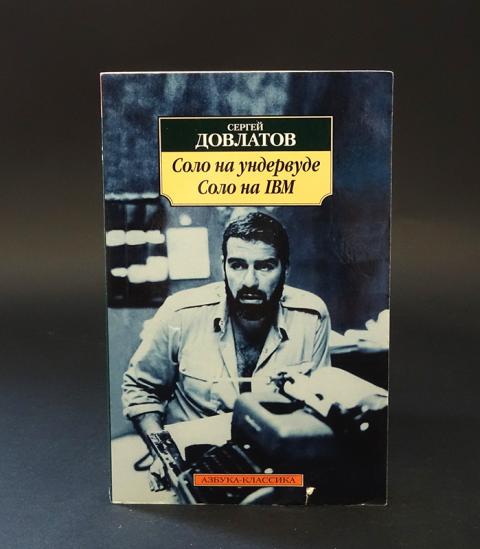 СЕРГЕЙ
ДОВЛАТОВ
Соло на ундервуде
Соло на IBM
АЗБУКА-КЛАССИКА